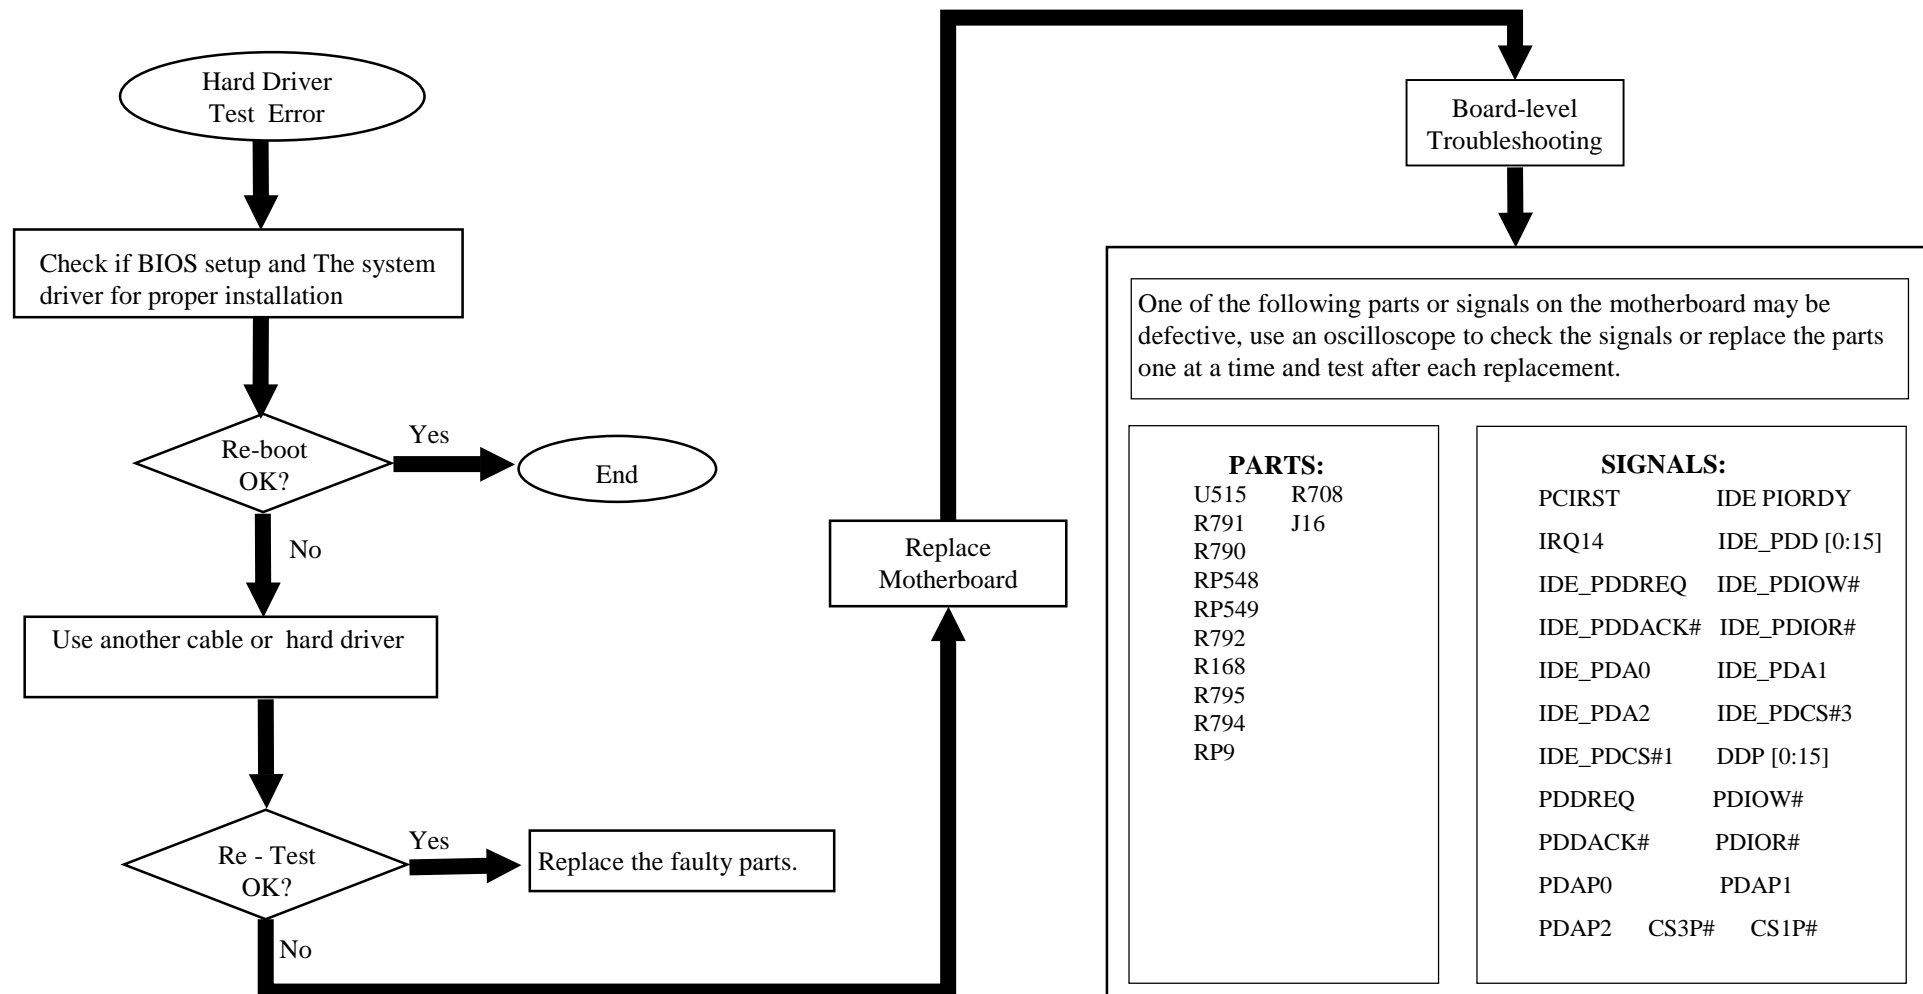 Hard Driver
Test Error
Check if BIOS setup and The system
driver for proper installation
Re-boot
OK?
Yes
End
No
Use another cable or hard driver
Re - Test
OK?
Yes
Replace the faulty parts.
No
Replace
Motherboard
Board-level
Troubleshooting
One of the following parts or signals on the motherboard may be
defective, use an oscilloscope to check the signals or replace the parts
one at a time and test after each replacement.
PARTS:
U515 R708
R791 J16
R790
RP548
RP549
R792
R168
R795
R794
RP9
SIGNALS:
PCIRST IDE PIORDY
IRQ14 IDE_PDD [0:15]
IDE_PDDREQ IDE_PDIOW#
IDE_PDDACK# IDE_PDIOR#
IDE_PDA0 IDE_PDA1
IDE_PDA2 IDE_PDCS#3
IDE_PDCS#1 DDP [0:15]
PDDREQ PDIOW#
PDDACK# PDIOR#
PDAP0 PDAP1
PDAP2 CS3P# CS1P#